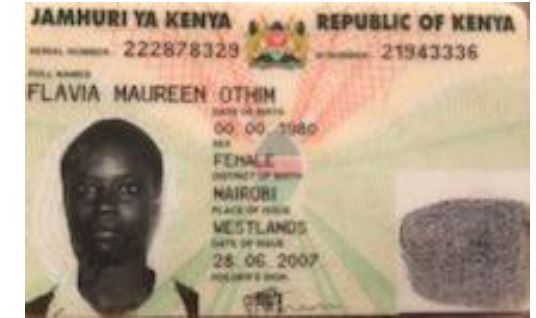 JAMHURI YA KENYA REPUBLIC OF KENYA
SERIAL NUMBER: 222878329 ID NUMBER: 21943336
FULL NAMES
FLAVIA MAUREEN OTHIM
DATE OF BIRTH
00.00.1980
SEX
FEMALE
DISTRICT OF BIRTH
NAIROBI
PLACE OF ISSUE
WESTLANDS
DATE OF ISSUE
28.06.2007
HOLDER'S SIGN.